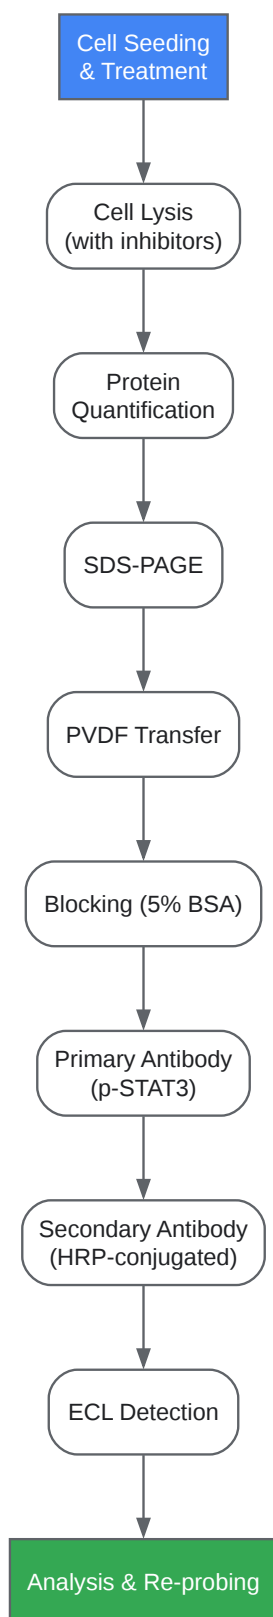 Cell Seeding
& Treatment
Cell Lysis
(with inhibitors)
Protein
Quantification
SDS-PAGE
PVDF Transfer
Blocking (5% BSA)
Primary Antibody
(p-STAT3)
Secondary Antibody
(HRP-conjugated)
ECL Detection
Analysis & Re-probing